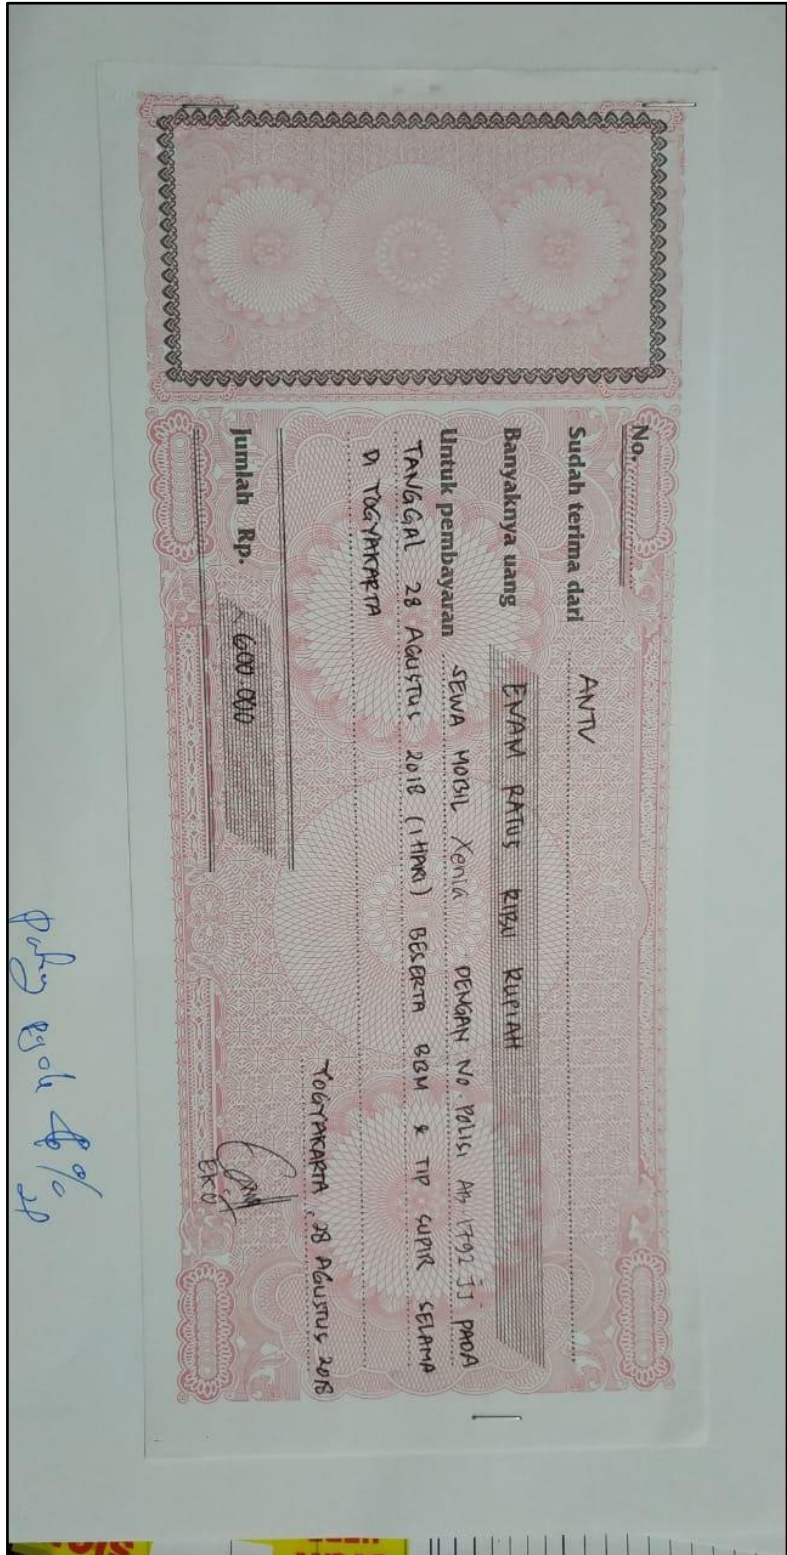 No.
Sudah terima dari ANTV
Banyaknya uang ENAM RATUS RIBU RUPIAH
Untuk pembayaran SEWA MOBIL Xenia DENGAN NO. POLISI AB 1792 JJ PADA
TANGGAL 28 AGUSTUS 2018 (1 HARI) BESERTA BBM & TIP SUPIR SELAMA
DI YOGYAKARTA
YOGYAKARTA, 28 AGUSTUS 2018
Jumlah Rp. 600.000
EKO